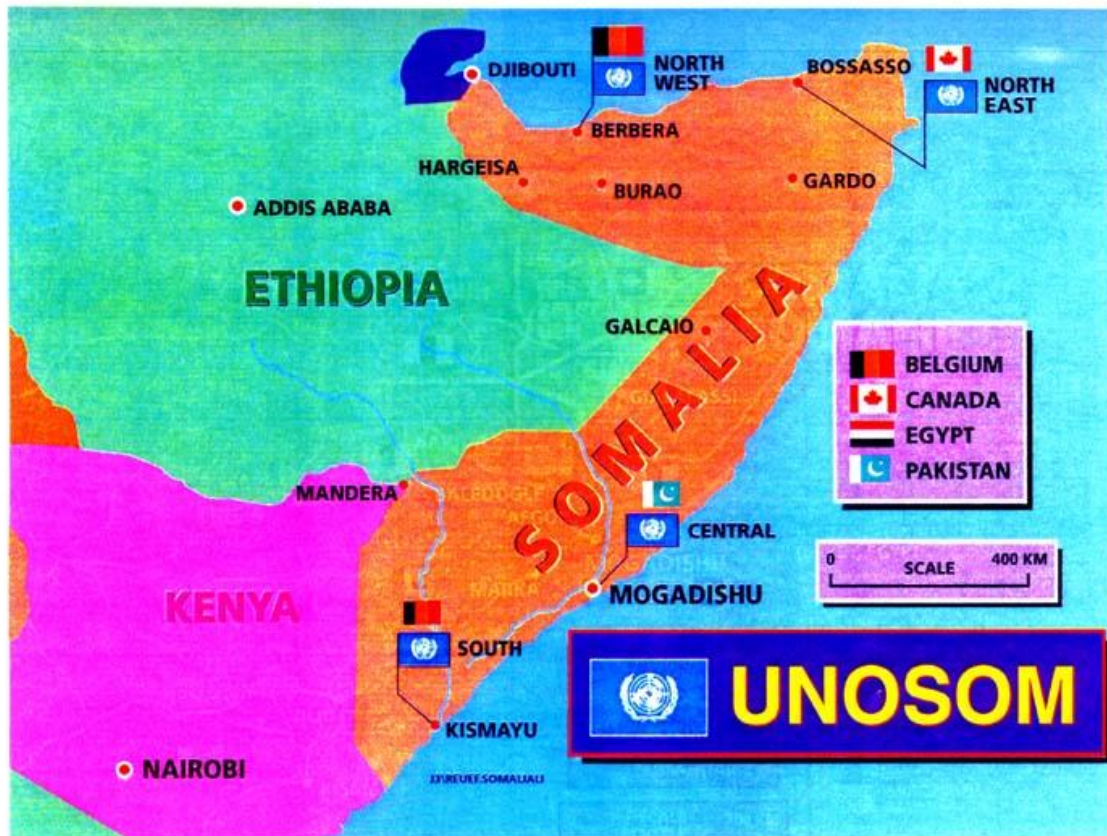 DJIBOUTI
NORTH
WEST
BOSSASSO
NORTH
EAST
BERBERA
HARGEISA
BURAO
GARDO
ADDIS ABABA
ETHIOPIA
GALCAIO
SOMALIA
BELGIUM
CANADA
EGYPT
PAKISTAN
MANDERA
CENTRAL
0 SCALE 400 KM
MOGADISHU
KENYA
SOUTH
UNOSOM
KISMAYU
NAIROBI